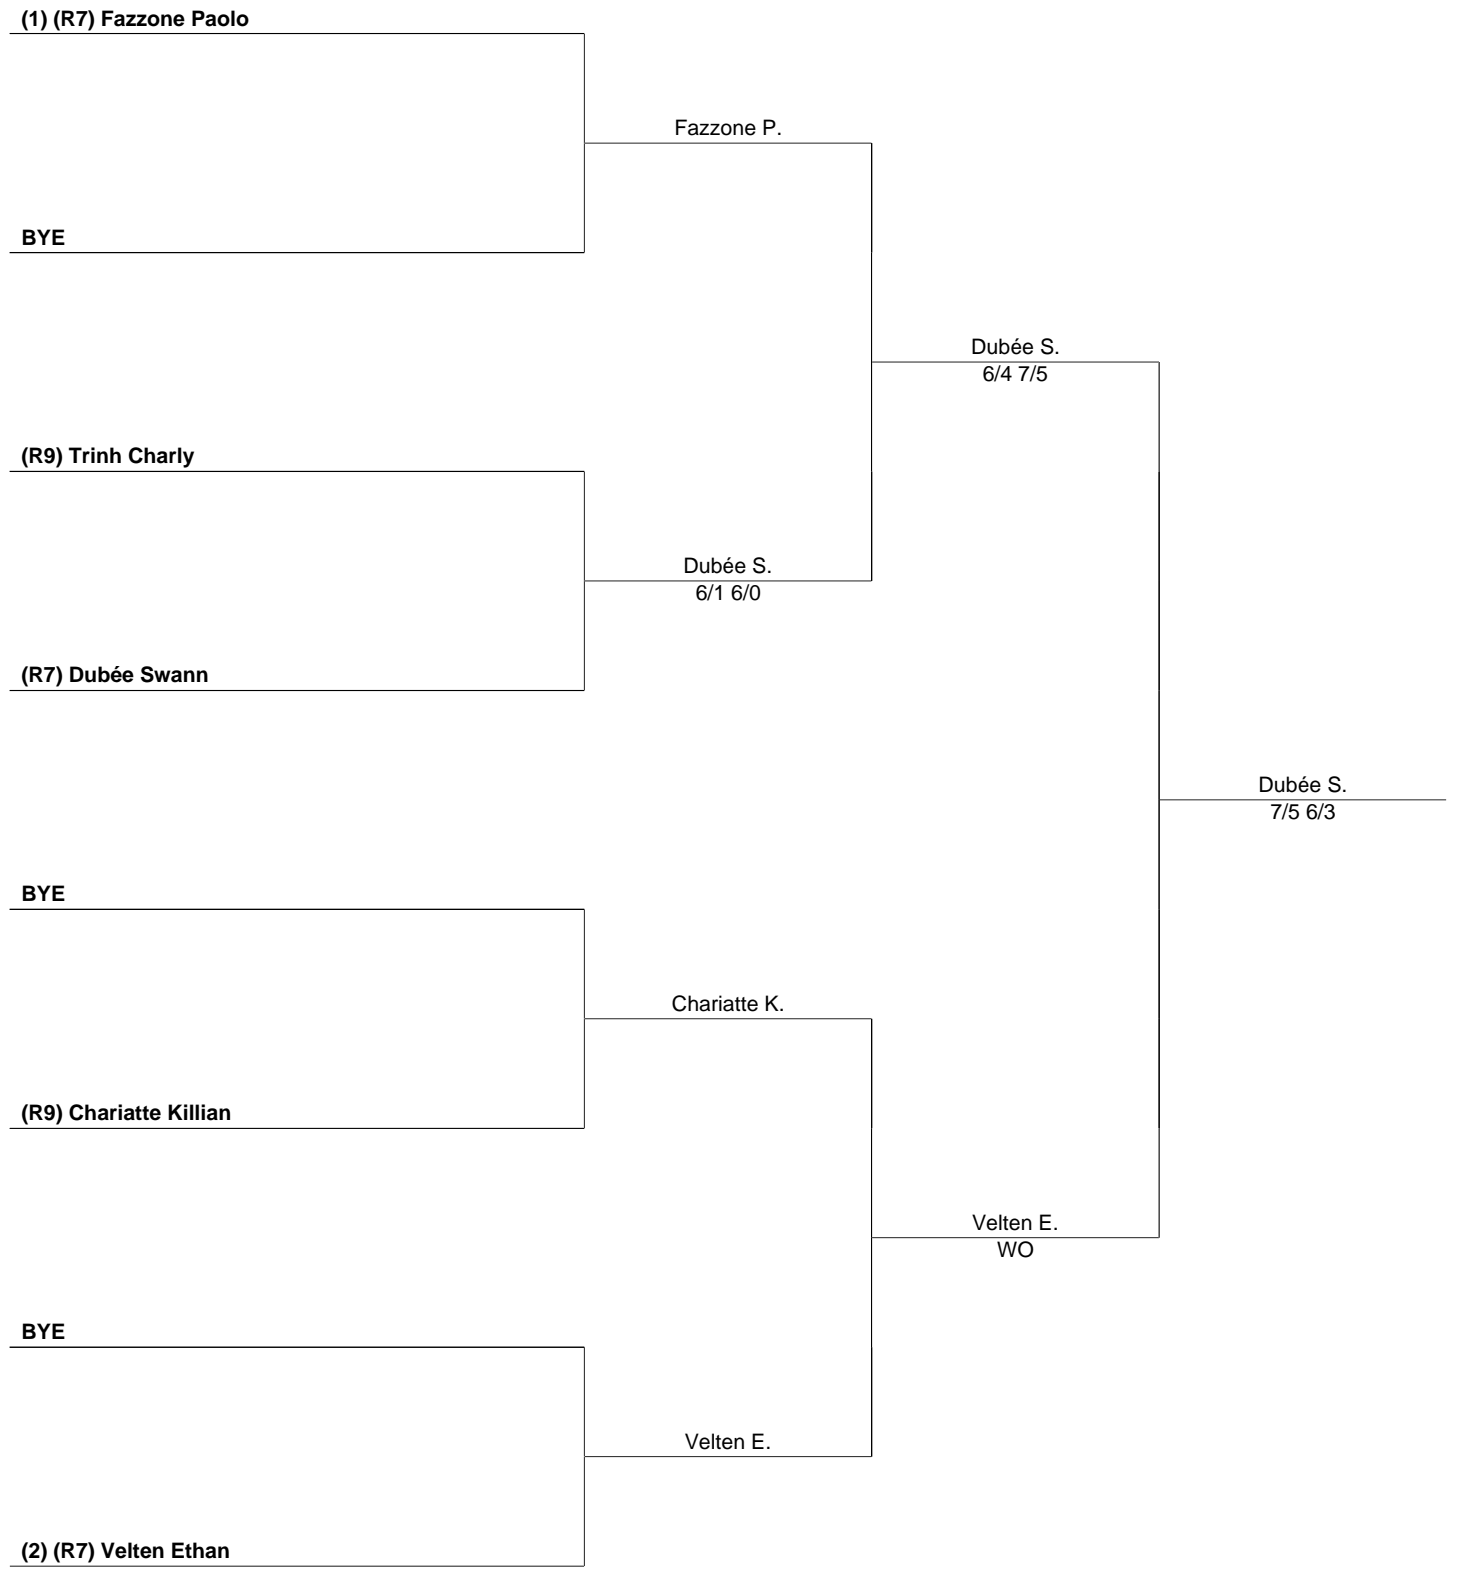 (1) (R7) Fazzone Paolo
Fazzone P.
BYE
Dubée S.
6/4 7/5
(R9) Trinh Charly
Dubée S.
6/1 6/0
(R7) Dubée Swann
Dubée S.
7/5 6/3
BYE
Chariatte K.
(R9) Chariatte Killian
Velten E.
WO
BYE
Velten E.
(2) (R7) Velten Ethan